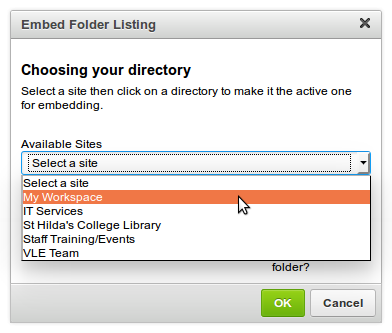 Embed Folder Listing
Choosing your directory
Select a site then click on a directory to make it the active one
for embedding.
Available Sites
Select a site
Select a site
My Workspace
IT Services
St Hilda's College Library
Staff Training/Events
VLE Team
folder?
OK
Cancel